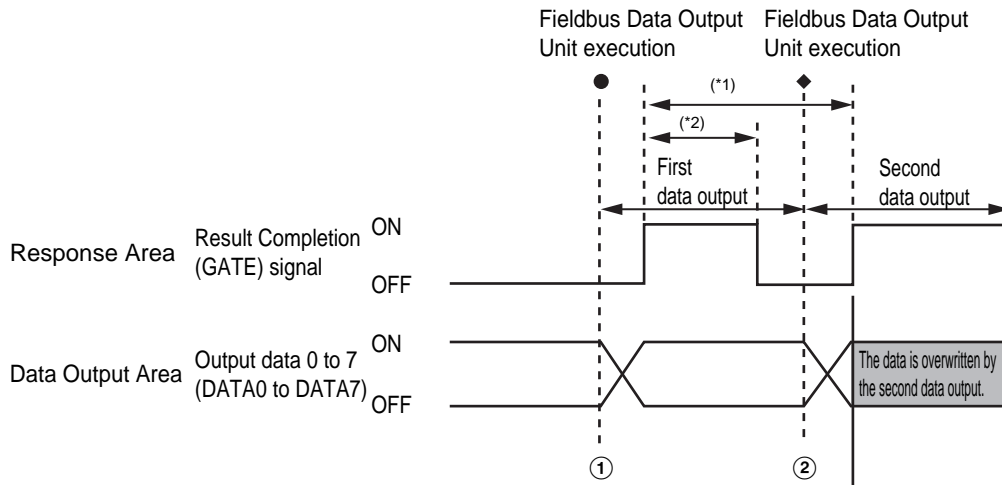 Fieldbus Data Output
Unit execution
Fieldbus Data Output
Unit execution
(*1)
(*2)
First
data output
Second
data output
Response Area
Result Completion
(GATE) signal
ON
OFF
Data Output Area
Output data 0 to 7
(DATA0 to DATA7)
ON
OFF
The data is overwritten by
the second data output.
①
②